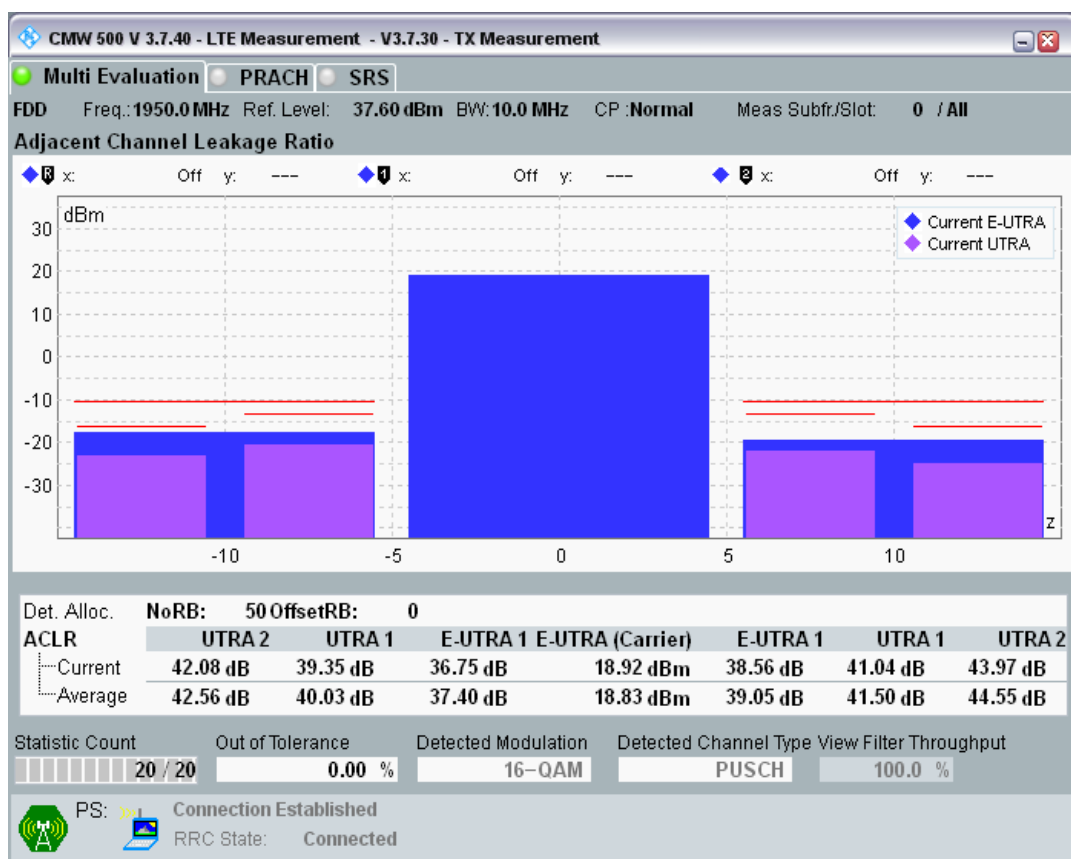 CMW 500 V 3.7.40 - LTE Measurement - V3.7.30 - TX Measurement
Multi Evaluation PRACH SRS
FDD Freq.: 1950.0 MHz Ref. Level: 37.60 dBm BW: 10.0 MHz CP :Normal Meas Subfr./Slot: 0 / All
Adjacent Channel Leakage Ratio
R x: Off y: --- 1 x: Off y: --- 2 x: Off y: ---
dBm
Current E-UTRA
Current UTRA
30
20
10
0
-10
-20
-30
z
-10 -5 0 5 10
Det. Alloc. NoRB: 50 OffsetRB: 0
ACLR UTRA 2 UTRA 1 E-UTRA 1 E-UTRA (Carrier) E-UTRA 1 UTRA 1 UTRA 2
Current 42.08 dB 39.35 dB 36.75 dB 18.92 dBm 38.56 dB 41.04 dB 43.97 dB
Average 42.56 dB 40.03 dB 37.40 dB 18.83 dBm 39.05 dB 41.50 dB 44.55 dB
Statistic Count Out of Tolerance Detected Modulation Detected Channel Type View Filter Throughput
20 / 20 0.00 % 16-QAM PUSCH 100.0 %
PS: Connection Established
RRC State: Connected